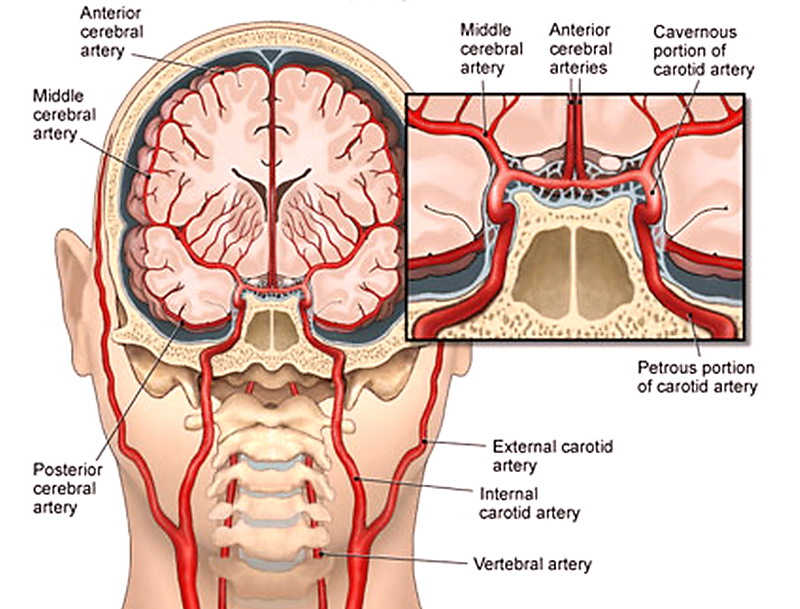 Anterior
cerebral
artery
Middle
cerebral
artery
Posterior
cerebral
artery
Middle
cerebral
artery
Anterior
cerebral
arteries
Cavernous
portion of
carotid artery
Petrous portion
of carotid artery
External carotid
artery
Internal
carotid artery
Vertebral artery